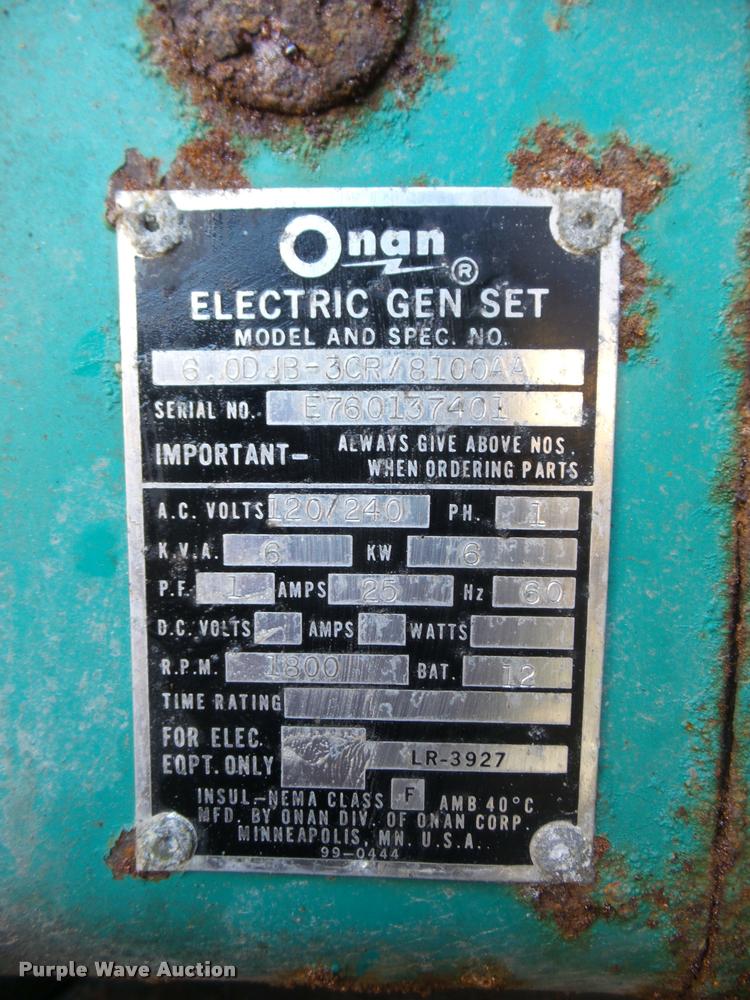 Onan ®
ELECTRIC GEN SET
MODEL AND SPEC. NO.
6.0DJB-3CR/8100AA
SERIAL NO. E760137401
IMPORTANT— ALWAYS GIVE ABOVE NOS.
WHEN ORDERING PARTS
A.C. VOLTS 120/240 PH. 1
K.V.A. 6 KW 6
P.F. 1 AMPS 25 Hz 60
D.C. VOLTS AMPS WATTS
R.P.M. 1800 BAT. 12
TIME RATING
FOR ELEC.
EQPT. ONLY LR-3927
INSUL-NEMA CLASS F AMB 40°C
MFD. BY ONAN DIV. OF ONAN CORP.
MINNEAPOLIS, MN. U.S.A.
99-0444
Purple Wave Auction